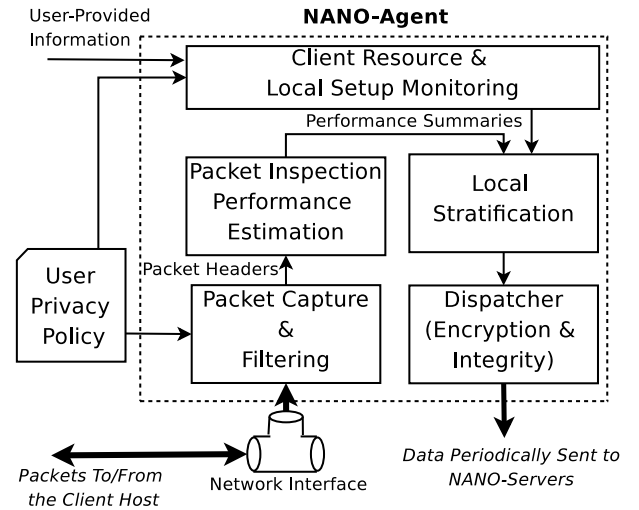 NANO-Agent
User-Provided
Information
Client Resource &
Local Setup Monitoring
Performance Summaries
Packet Inspection
Performance
Estimation
Local
Stratification
Packet Headers
User
Privacy
Policy
Packet Capture
&
Filtering
Dispatcher
(Encryption &
Integrity)
Packets To/From
the Client Host
Network Interface
Data Periodically Sent to
NANO-Servers